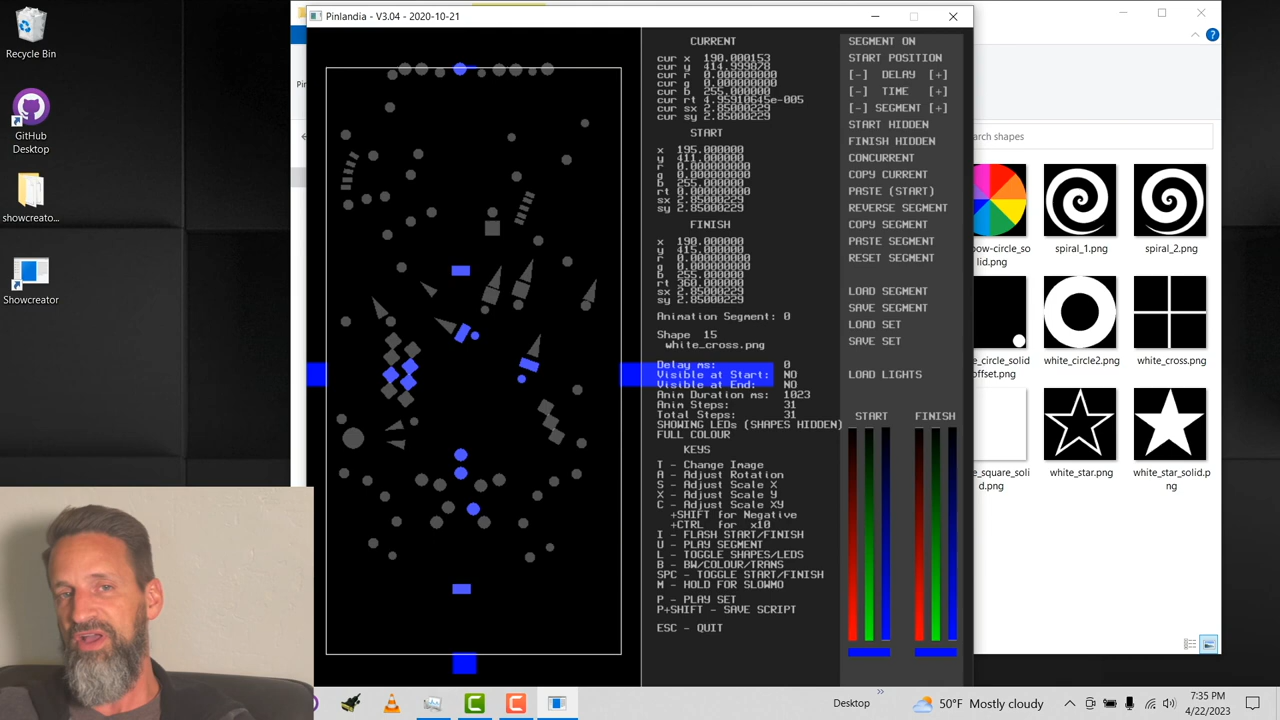 Recycle Bin
GitHub
Desktop
showcreato...
Showcreator
Pinlandia - V3.04 - 2020-10-21
CURRENT
cur x 190.000153
cur y 414.999878
cur r 0.000000000
cur g 0.000000000
cur b 255.000000
cur rt 4.95910645e-005
cur sx 2.85000229
cur sy 2.85000229
START
x 195.000000
y 411.000000
r 0.000000000
g 0.000000000
b 255.000000
rt 0.000000000
sx 2.85000229
sy 2.85000229
FINISH
x 190.000000
y 415.000000
r 0.000000000
g 0.000000000
b 255.000000
rt 360.000000
sx 2.85000229
sy 2.85000229
Animation Segment: 0
Shape 15
white_cross.png
Delay ms: 0
Visible at Start: NO
Visible at End: NO
Anim Duration ms: 1023
Anim Steps: 31
Total Steps: 31
SHOWING LEDs (SHAPES HIDDEN)
FULL COLOUR
KEYS
T - Change Image
A - Adjust Rotation
S - Adjust Scale X
X - Adjust Scale Y
C - Adjust Scale XY
+SHIFT for Negative
+CTRL for x10
I - FLASH START/FINISH
U - PLAY SEGMENT
L - TOGGLE SHAPES/LEDS
B - BW/COLOUR/TRANS
SPC - TOGGLE START/FINISH
M - HOLD FOR SLOWMO
P - PLAY SET
P+SHIFT - SAVE SCRIPT
ESC - QUIT
SEGMENT ON
START POSITION
[-] DELAY [+]
[-] TIME [+]
[-] SEGMENT [+]
START HIDDEN
FINISH HIDDEN
CONCURRENT
COPY CURRENT
PASTE (START)
REVERSE SEGMENT
COPY SEGMENT
PASTE SEGMENT
RESET SEGMENT
LOAD SEGMENT
SAVE SEGMENT
LOAD SET
SAVE SET
LOAD LIGHTS
START FINISH
Pin
arch shapes
bow-circle_so
lid.png
spiral_1.png
spiral_2.png
e_circle_solid
offset.png
white_circle2.png
white_cross.png
e_square_soli
d.png
white_star.png
white_star_solid.p
ng
Desktop
50°F Mostly cloudy
7:35 PM
4/22/2023